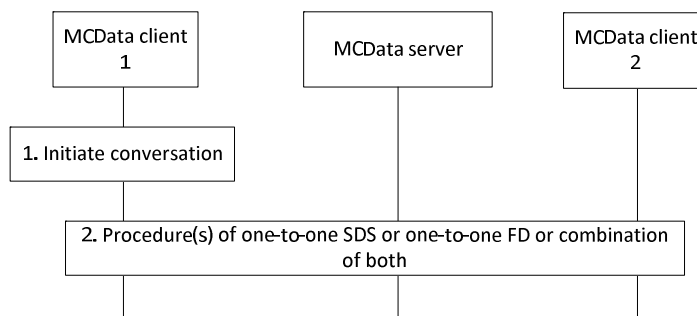 MCData client
1
MCData server
MCData client
2
1. Initiate conversation
2. Procedure(s) of one-to-one SDS or one-to-one FD or combination
of both